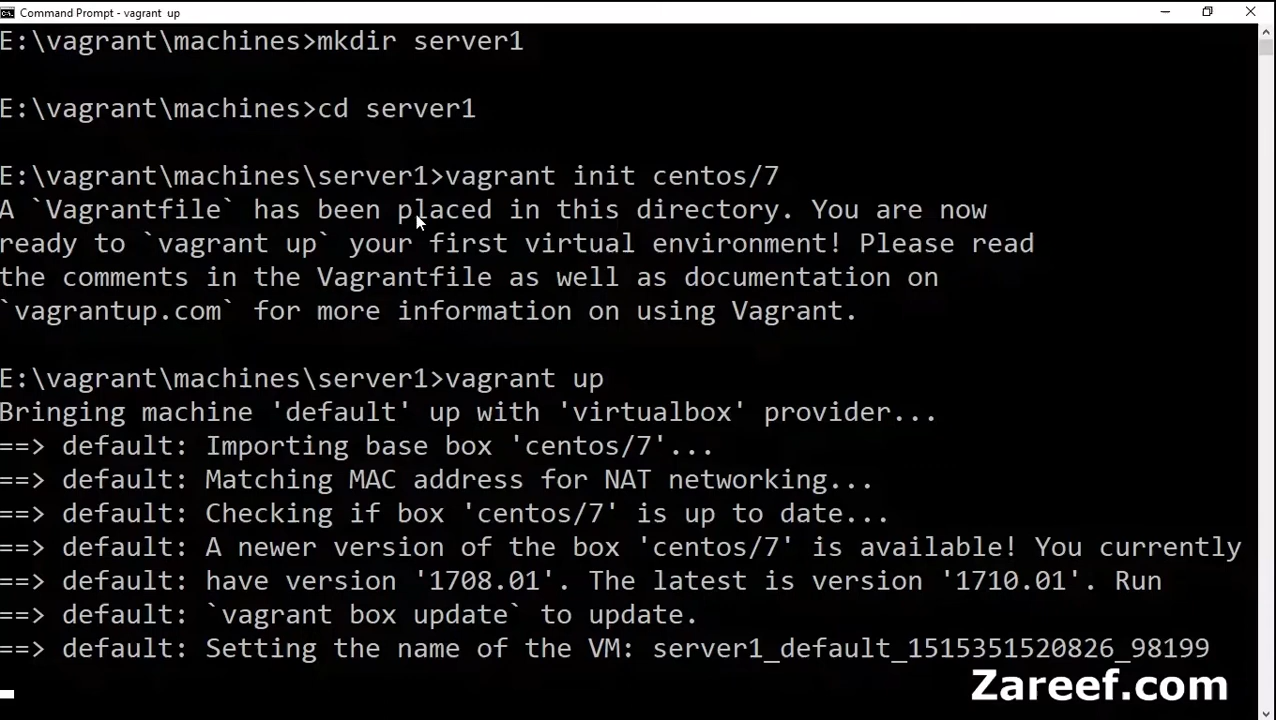 Command Prompt - vagrant up
E:\vagrant\machines>mkdir server1
E:\vagrant\machines>cd server1
E:\vagrant\machines\server1>vagrant init centos/7
A `Vagrantfile` has been placed in this directory. You are now
ready to `vagrant up` your first virtual environment! Please read
the comments in the Vagrantfile as well as documentation on
`vagrantup.com` for more information on using Vagrant.
E:\vagrant\machines\server1>vagrant up
Bringing machine 'default' up with 'virtualbox' provider...
==> default: Importing base box 'centos/7'...
==> default: Matching MAC address for NAT networking...
==> default: Checking if box 'centos/7' is up to date...
==> default: A newer version of the box 'centos/7' is available! You currently
==> default: have version '1708.01'. The latest is version '1710.01'. Run
==> default: `vagrant box update` to update.
==> default: Setting the name of the VM: server1_default_1515351520826_98199
Zareef.com